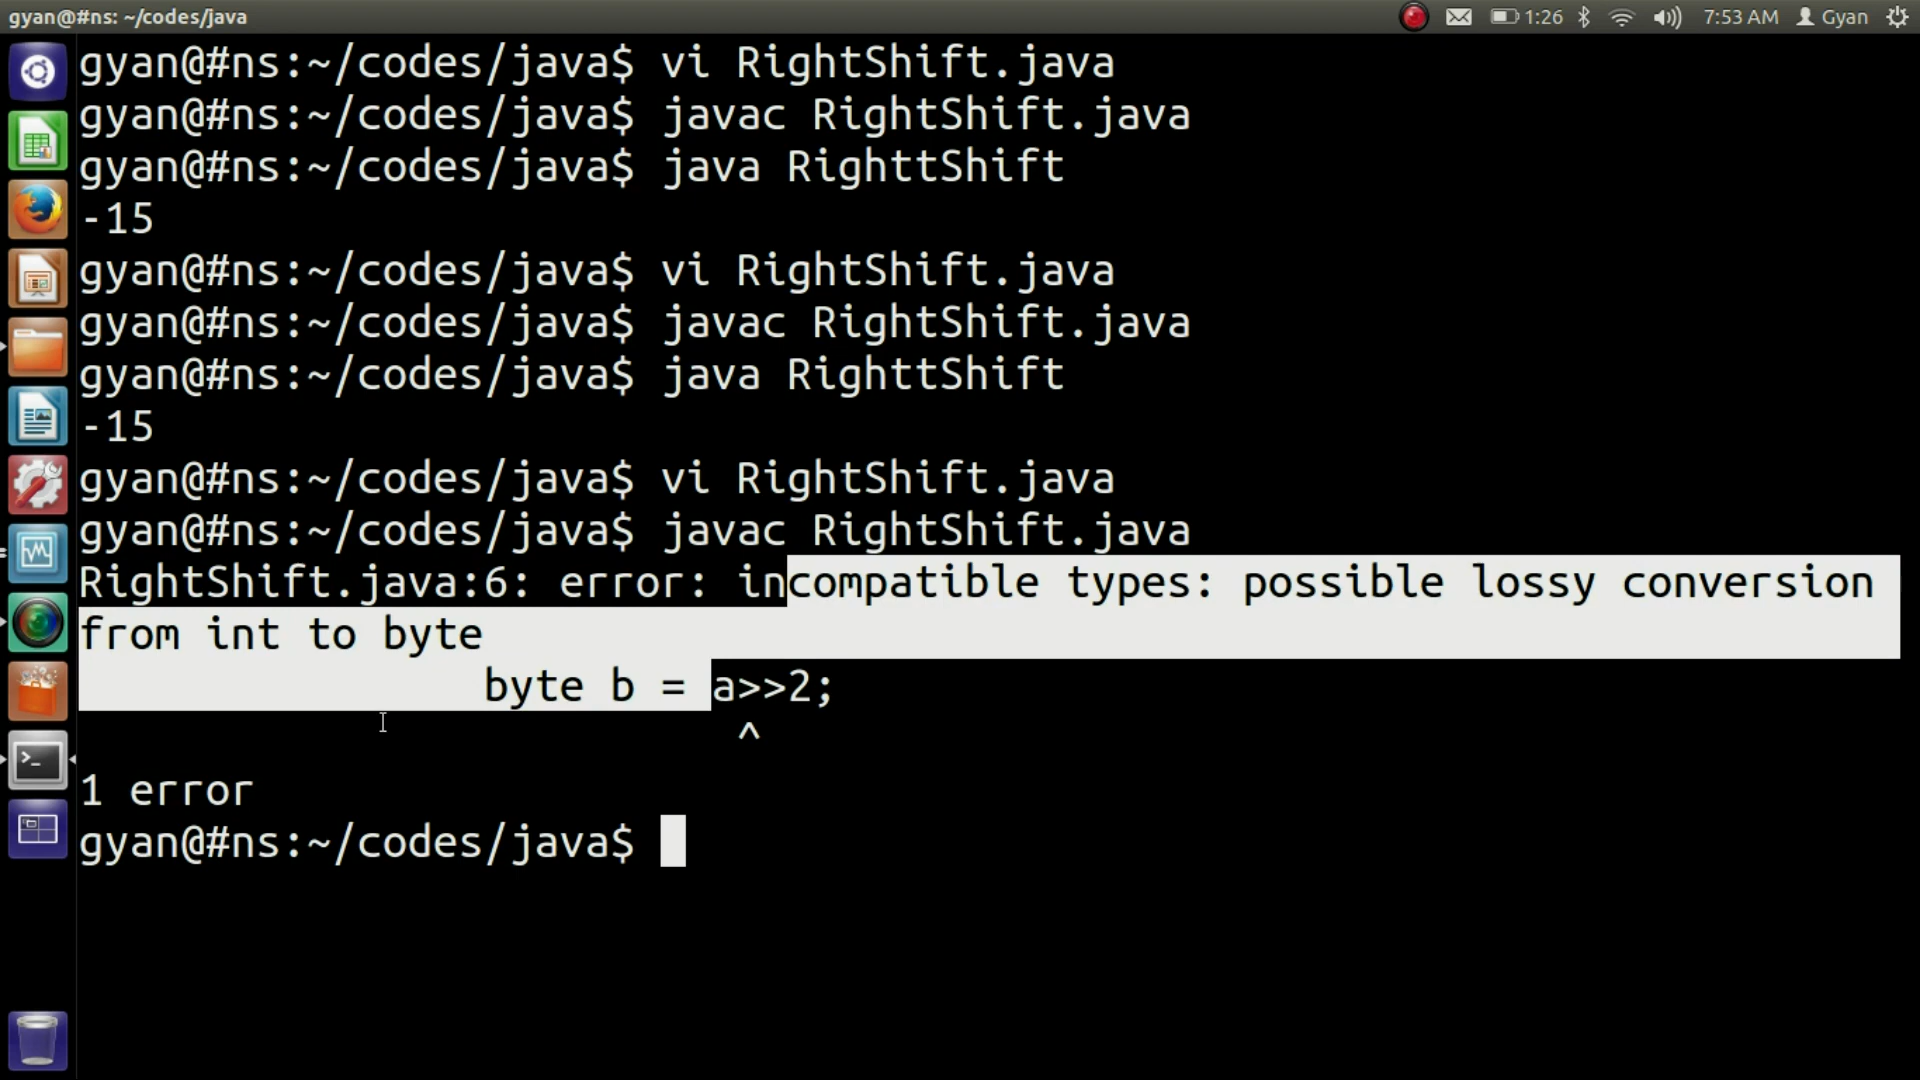 gyan@#ns: ~/codes/java
1:26
7:53 AM
Gyan
gyan@#ns:~/codes/java$ vi RightShift.java
gyan@#ns:~/codes/java$ javac RightShift.java
gyan@#ns:~/codes/java$ java RighttShift
-15
gyan@#ns:~/codes/java$ vi RightShift.java
gyan@#ns:~/codes/java$ javac RightShift.java
gyan@#ns:~/codes/java$ java RighttShift
-15
gyan@#ns:~/codes/java$ vi RightShift.java
gyan@#ns:~/codes/java$ javac RightShift.java
RightShift.java:6: error: incompatible types: possible lossy conversion
from int to byte
byte b = a>>2;
^
1 error
gyan@#ns:~/codes/java$